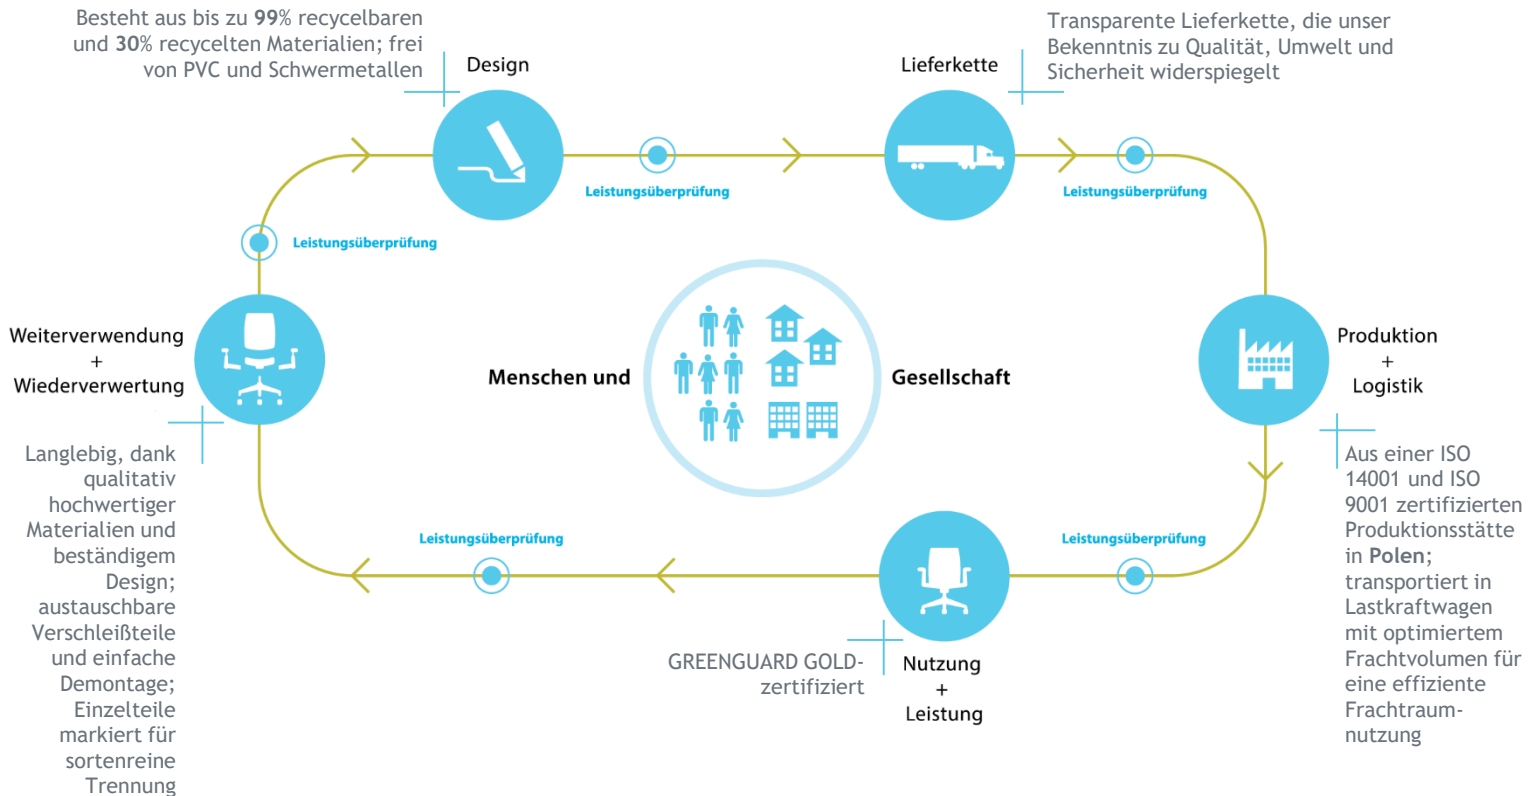 Besteht aus bis zu 99% recycelbaren
und 30% recycelten Materialien; frei
von PVC und Schwermetallen
Design
Lieferkette
Transparente Lieferkette, die unser
Bekenntnis zu Qualität, Umwelt und
Sicherheit widerspiegelt
Leistungsüberprüfung
Leistungsüberprüfung
Leistungsüberprüfung
Weiterverwendung
+
Wiederverwertung
Menschen und
Gesellschaft
Produktion
+
Logistik
Langlebig, dank
qualitativ
hochwertiger
Materialien und
beständigem
Design;
austauschbare
Verschleißteile
und einfache
Demontage;
Einzelteile
markiert für
sortenreine
Trennung
Aus einer ISO
14001 und ISO
9001 zertifizierten
Produktionsstätte
in Polen;
transportiert in
Lastkraftwagen
mit optimiertem
Frachtvolumen für
eine effiziente
Frachtraum-
nutzung
Leistungsüberprüfung
Leistungsüberprüfung
GREENGUARD GOLD-
zertifiziert
Nutzung
+
Leistung